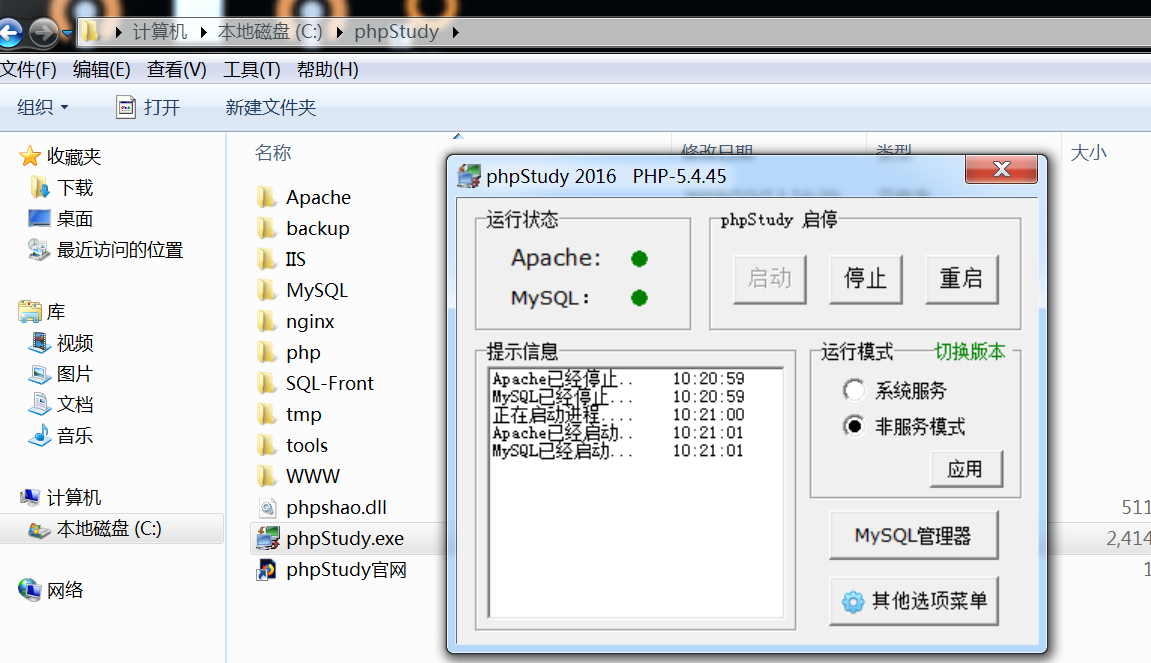 计算机 本地磁盘 (C:) phpStudy
文件(F) 编辑(E) 查看(V) 工具(T) 帮助(H)
组织 打开 新建文件夹
收藏夹
下载
桌面
最近访问的位置
库
视频
图片
文档
音乐
计算机
本地磁盘 (C:)
网络
名称 修改日期 类型 大小
Apache
backup
IIS
MySQL
nginx
php
SQL-Front
tmp
tools
WWW
phpshao.dll 511
phpStudy.exe 2,414
phpStudy官网 1
phpStudy 2016 PHP-5.4.45
运行状态
Apache:
MySQL:
phpStudy 启停
启动 停止 重启
提示信息
Apache已经停止.. 10:20:59
MySQL已经停止... 10:20:59
正在启动进程.... 10:21:00
Apache已经启动.. 10:21:01
MySQL已经启动... 10:21:01
运行模式 切换版本
系统服务
非服务模式
应用
MySQL管理器
其他选项菜单